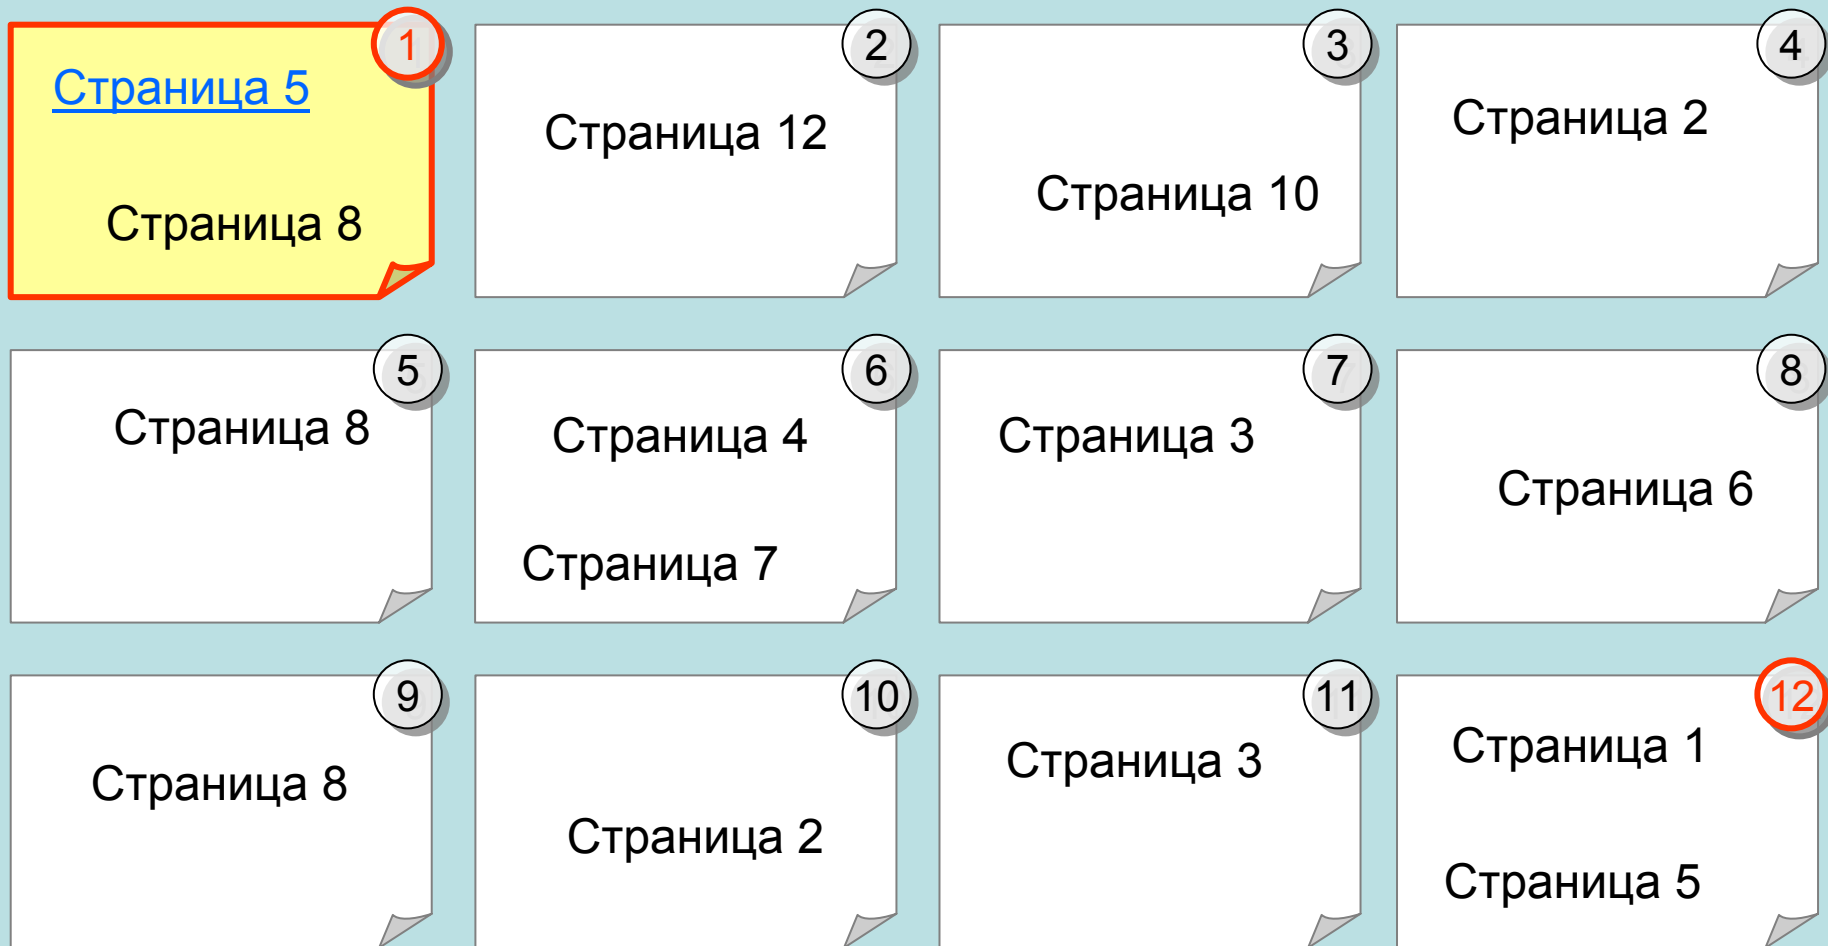 1
Страница 5
Страница 8
2
Страница 12
3
Страница 10
4
Страница 2
5
Страница 8
6
Страница 4
Страница 7
7
Страница 3
8
Страница 6
9
Страница 8
10
Страница 2
11
Страница 3
12
Страница 1
Страница 5